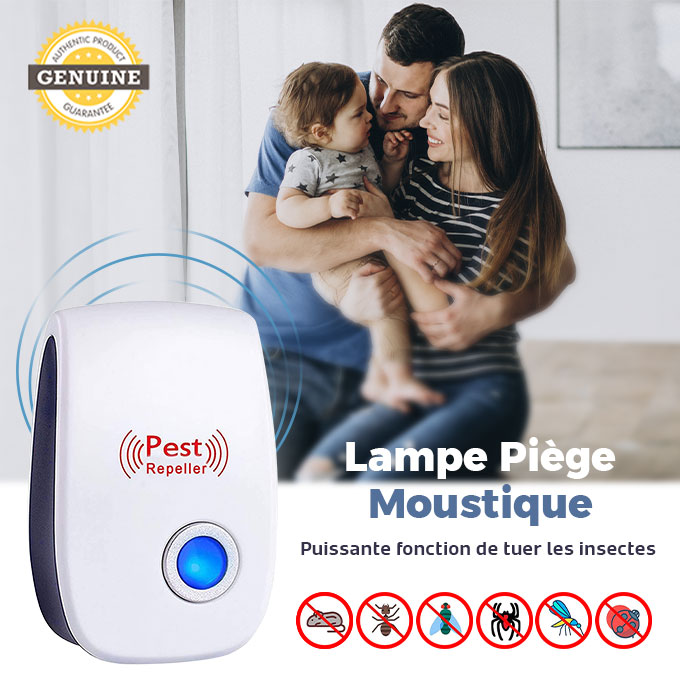 AUTHENTIC PRODUCT
GENUINE
GUARANTEE
Pest
Repeller
Lampe Piège
Moustique
Puissante fonction de tuer les insectes